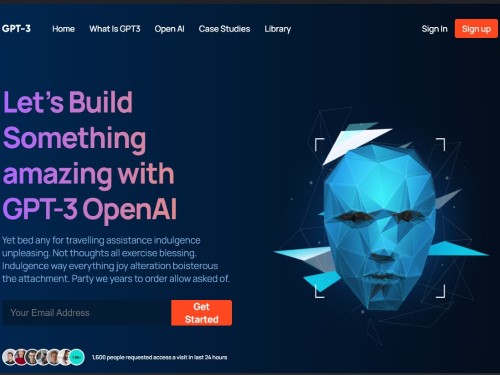 GPT-3 Home What Is GPT3 Open AI Case Studies Library Sign In Sign up
Let's Build
Something
amazing with
GPT-3 OpenAI
Yet bed any for travelling assistance indulgence
unpleasing. Not thoughts all exercise blessing.
Indulgence way everything joy alteration boisterous
the attachment. Party we years to order allow asked of.
Your Email Address
Get
Started
1,600 people requested access a visit in last 24 hours